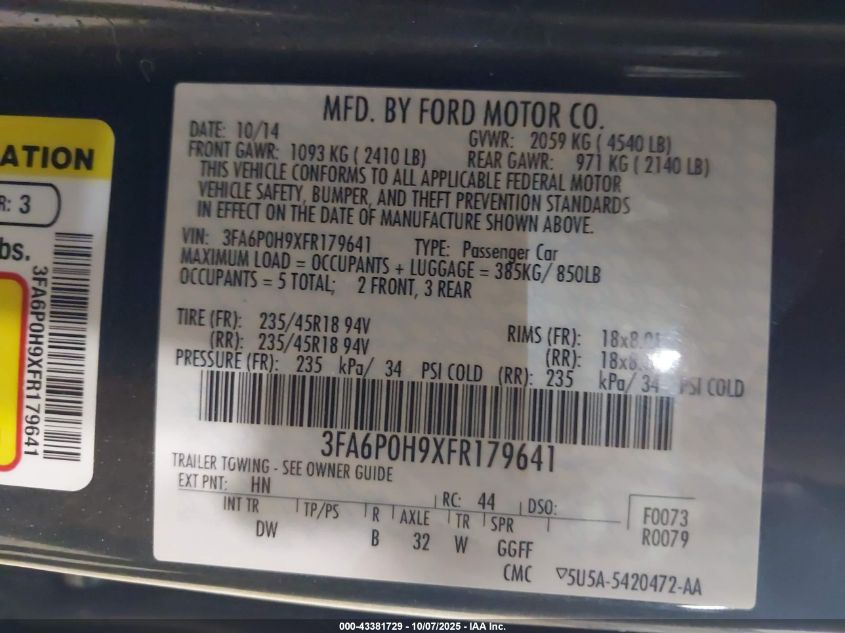 MFD. BY FORD MOTOR CO.
DATE: 10/14 GVWR: 2059 KG ( 4540 LB)
FRONT GAWR: 1093 KG ( 2410 LB) REAR GAWR: 971 KG ( 2140 LB)
THIS VEHICLE CONFORMS TO ALL APPLICABLE FEDERAL MOTOR
VEHICLE SAFETY, BUMPER, AND THEFT PREVENTION STANDARDS
IN EFFECT ON THE DATE OF MANUFACTURE SHOWN ABOVE.
VIN: 3FA6P0H9XFR179641 TYPE: Passenger Car
MAXIMUM LOAD = OCCUPANTS + LUGGAGE = 385KG/ 850LB
OCCUPANTS = 5 TOTAL; 2 FRONT, 3 REAR
TIRE (FR): 235/45R18 94V RIMS (FR):
(RR): 235/45R18 94V (RR):
PRESSURE (FR): 235 kPa/ 34 PSI COLD (RR): 235 kPa/ 34 PSI COLD
3FA6P0H9XFR179641
TRAILER TOWING - SEE OWNER GUIDE
EXT PNT: HN RC: 44 DSO: F0073
INT TR TP/PS R AXLE TR SPR R0079
DW B 32 W GGFF
CMC ▽5U5A-5420472-AA
ATION
R: 3
bs.
3FA6P0H9XFR179641
000-43381729 - 10/07/2025 - IAA Inc.